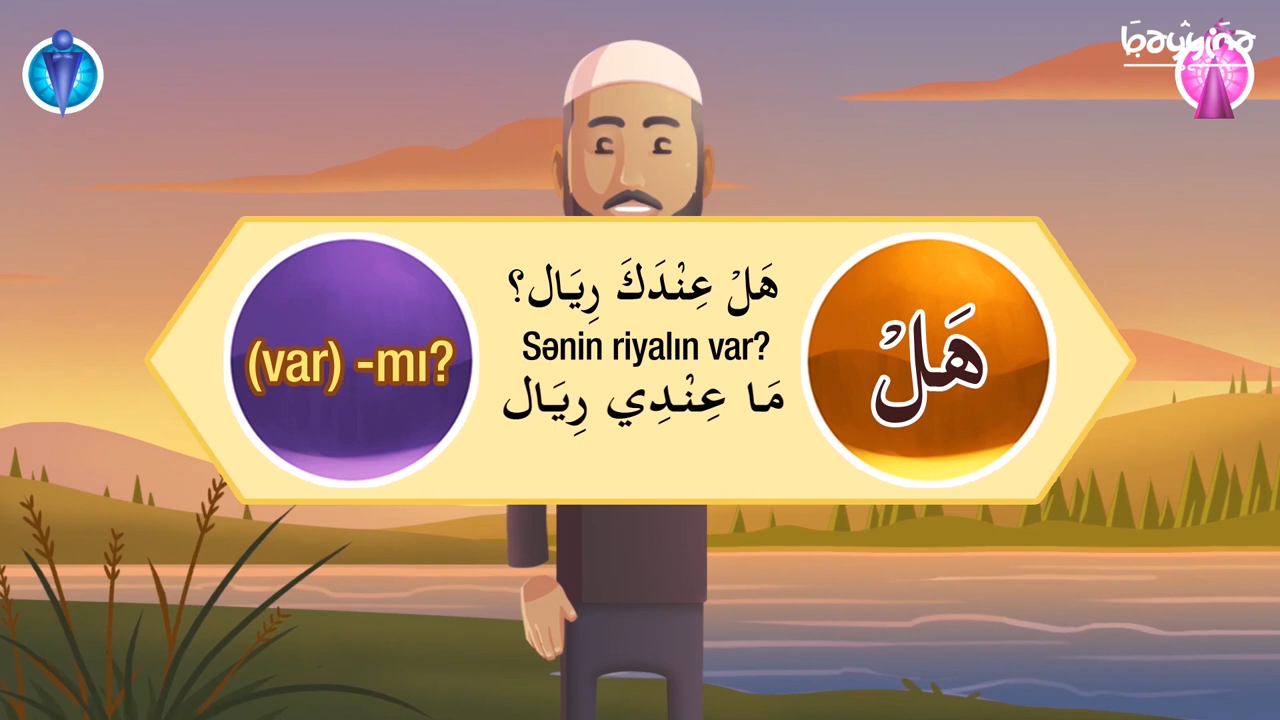 bayyina
(var) -mı?
هَلْ عِنْدَكَ رِيَال؟
Sənin riyalın var?
مَا عِنْدِي رِيَال
هَلْ